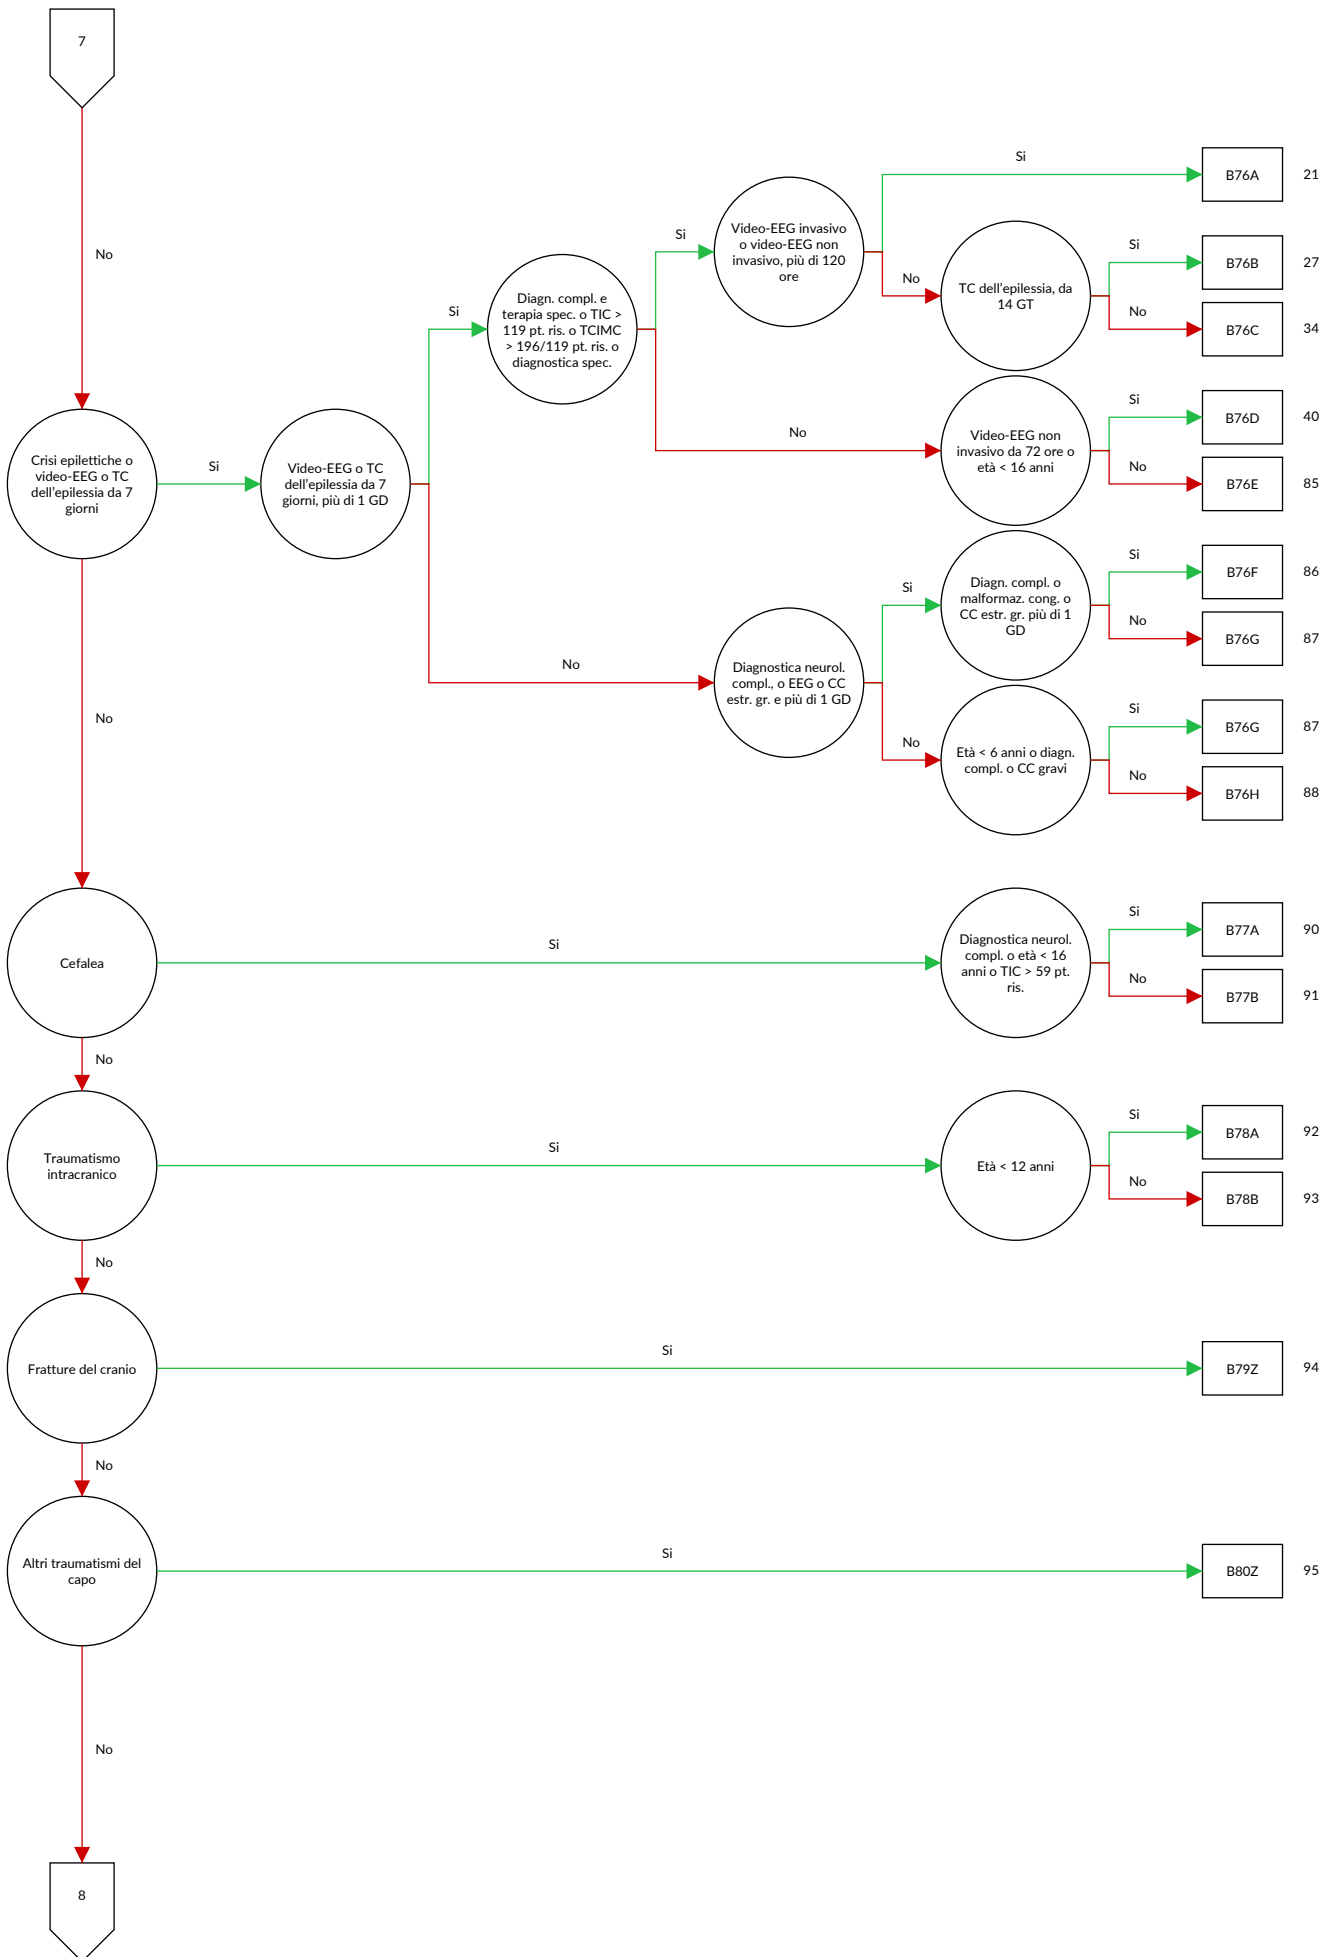 7
No
Crisi epilettiche o
video-EEG o TC
dell'epilessia da 7
giorni
Si
Video-EEG o TC
dell'epilessia da 7
giorni, più di 1 GD
Si
Diagn. compl. e
terapia spec. o TIC >
119 pt. ris. o TCIMC
> 196/119 pt. ris. o
diagnostica spec.
Si
Video-EEG invasivo
o video-EEG non
invasivo, più di 120
ore
Si
B76A
21
No
TC dell'epilessia, da
14 GT
Si
B76B
27
No
B76C
34
No
Video-EEG non
invasivo da 72 ore o
età < 16 anni
Si
B76D
40
No
B76E
85
No
Diagnostica neurol.
compl., o EEG o CC
estr. gr. e più di 1 GD
Si
Diagn. compl. o
malformaz. cong. o
CC estr. gr. più di 1
GD
Si
B76F
86
No
B76G
87
No
Età < 6 anni o diagn.
compl. o CC gravi
Si
B76G
87
No
B76H
88
No
Cefalea
Si
Diagnostica neurol.
compl. o età < 16
anni o TIC > 59 pt.
ris.
Si
B77A
90
No
B77B
91
No
Traumatismo
intracranico
Si
Età < 12 anni
Si
B78A
92
No
B78B
93
No
Fratture del cranio
Si
B79Z
94
No
Altri traumatismi del
capo
Si
B80Z
95
No
8